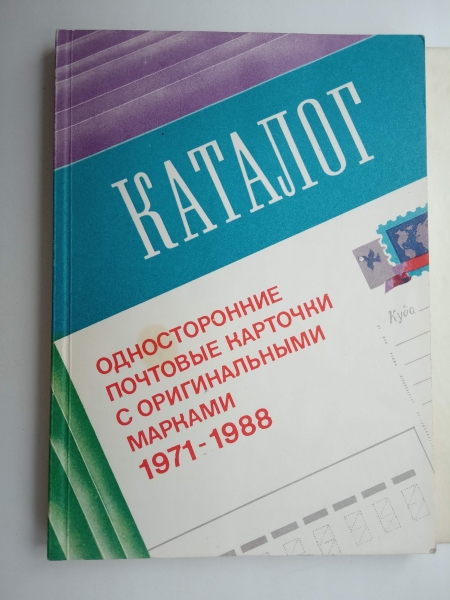 КАТАЛОГ
ОДНОСТОРОННИЕ
ПОЧТОВЫЕ КАРТОЧКИ
С ОРИГИНАЛЬНЫМИ
МАРКАМИ
1971-1988
Куда